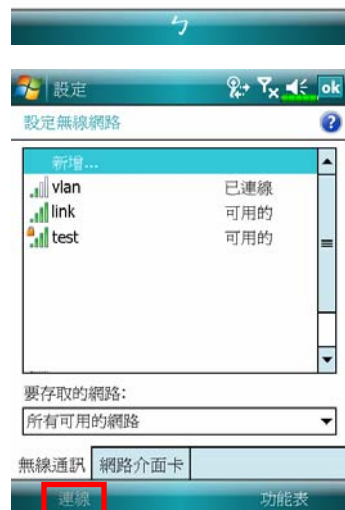 ㄅ
設定 ok
設定無線網路
新增...
vlan 已連線
link 可用的
test 可用的
要存取的網路:
所有可用的網路
無線通訊 網路介面卡
連線 功能表